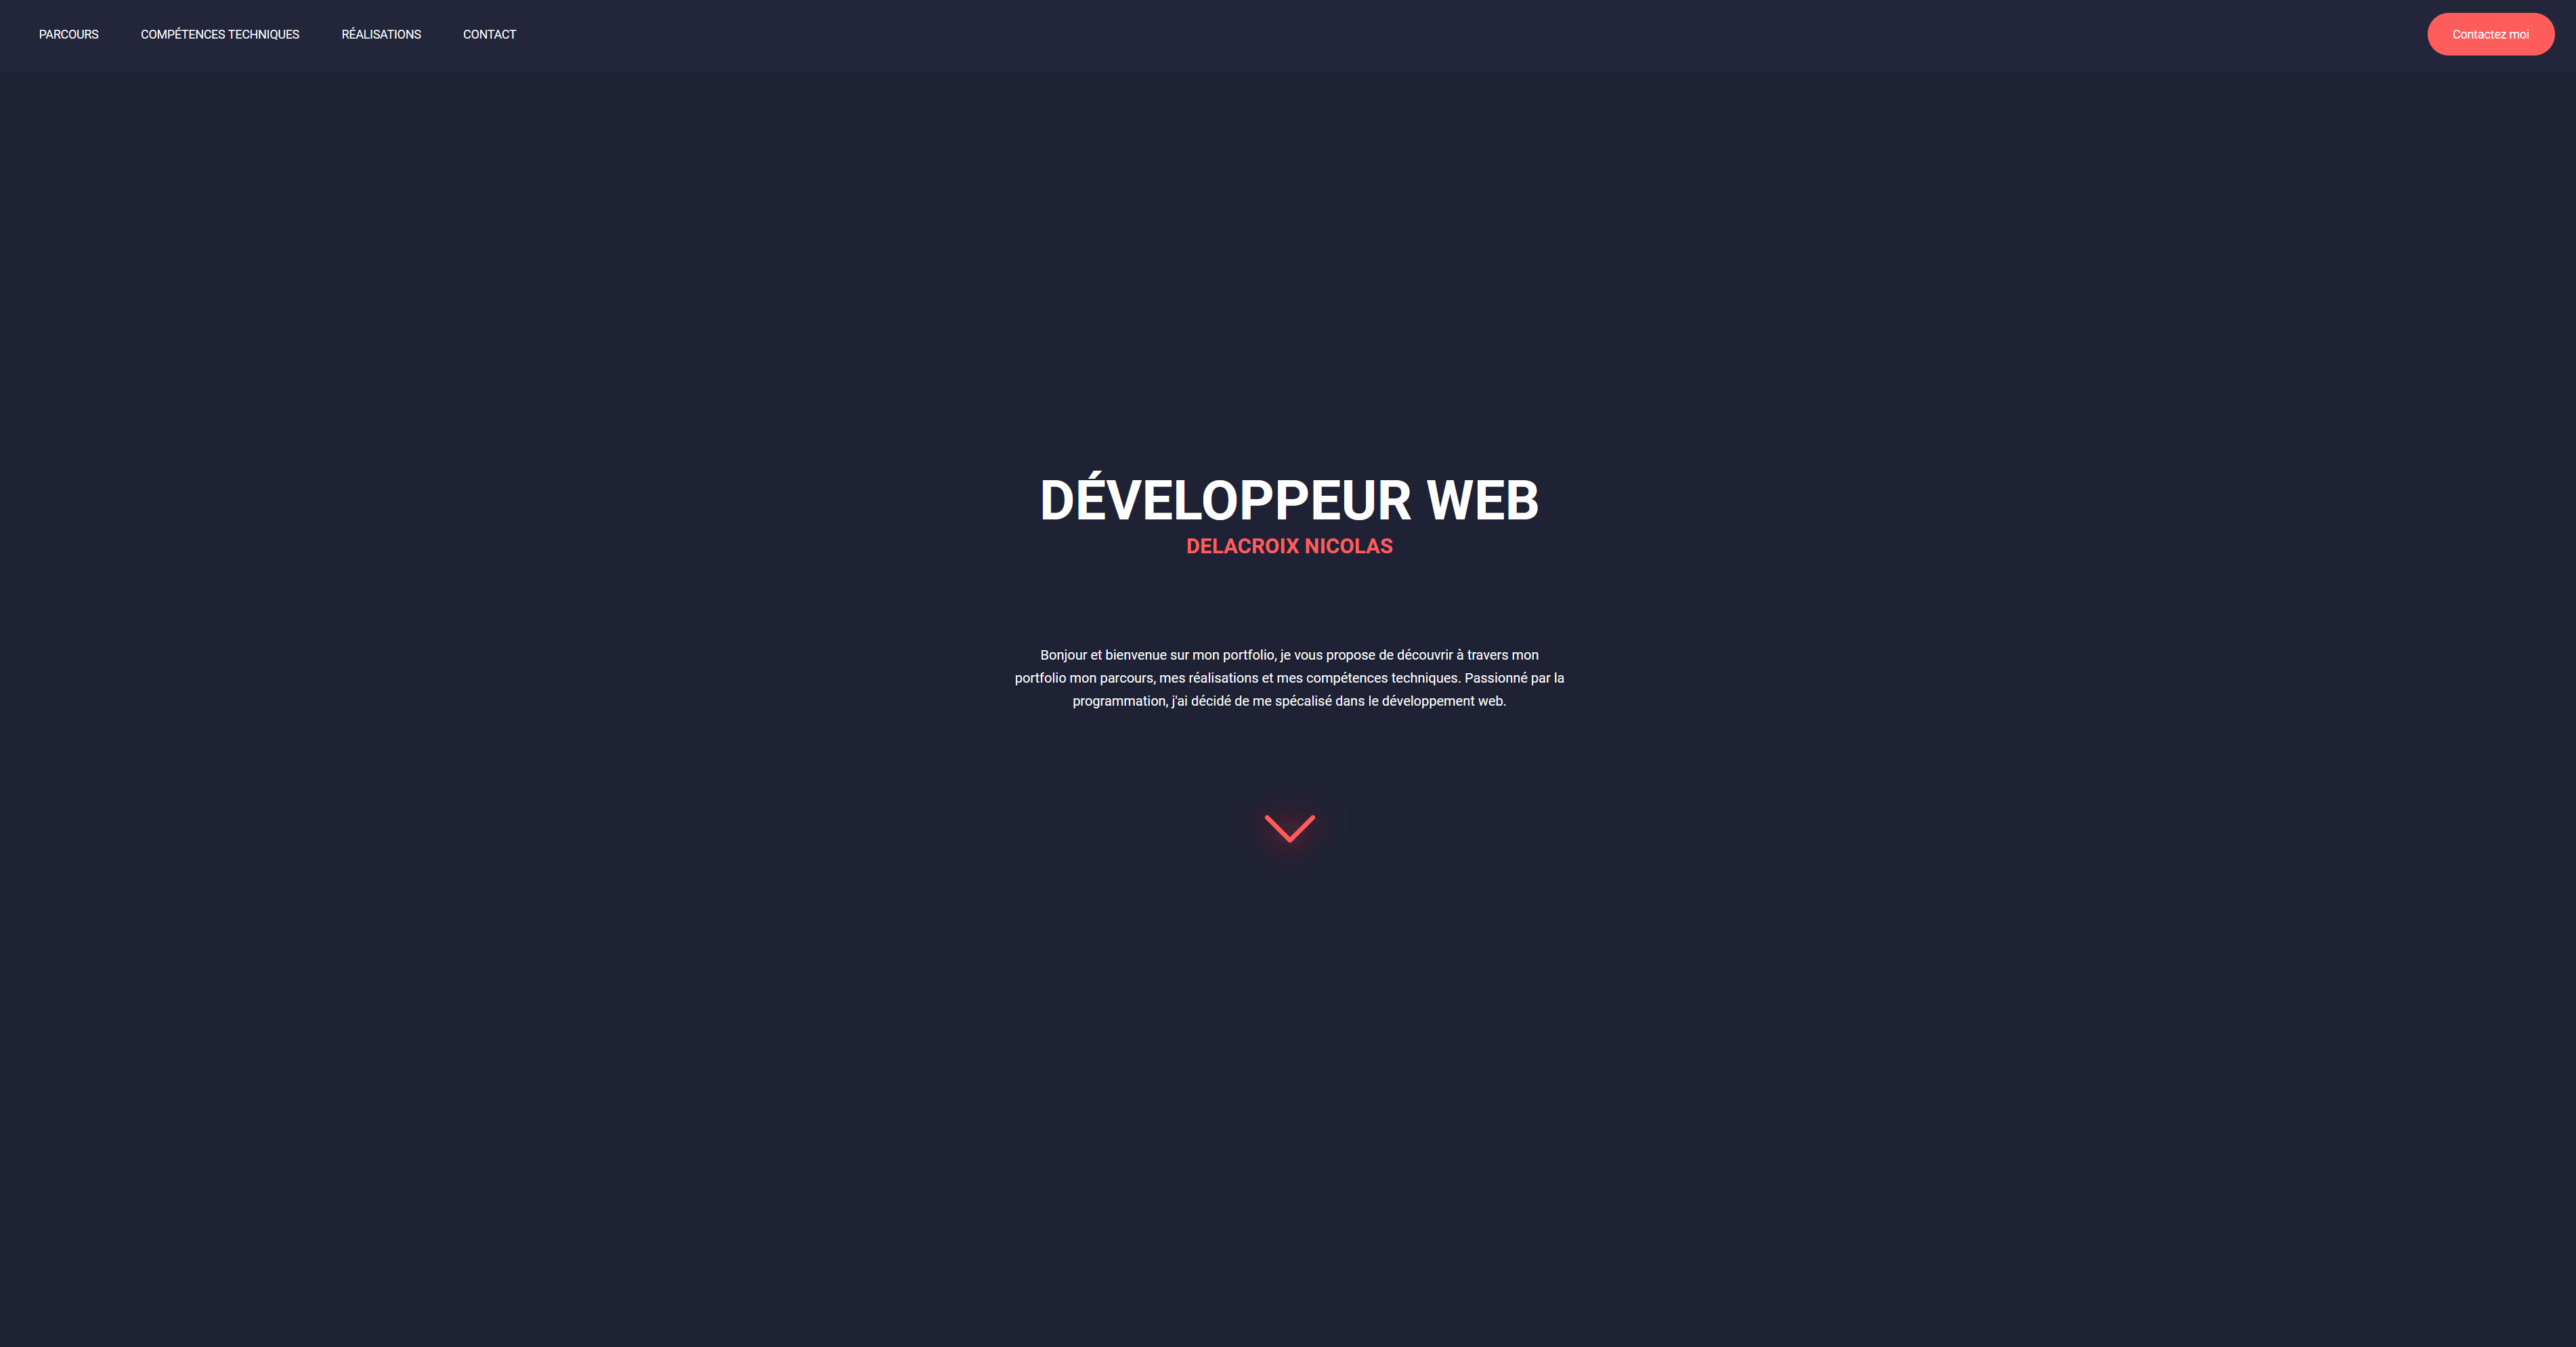 PARCOURS
COMPÉTENCES TECHNIQUES
RÉALISATIONS
CONTACT
Contactez moi
DÉVELOPPEUR WEB
DELACROIX NICOLAS
Bonjour et bienvenue sur mon portfolio, je vous propose de découvrir à travers mon
portfolio mon parcours, mes réalisations et mes compétences techniques. Passionné par la
programmation, j'ai décidé de me spécalisé dans le développement web.